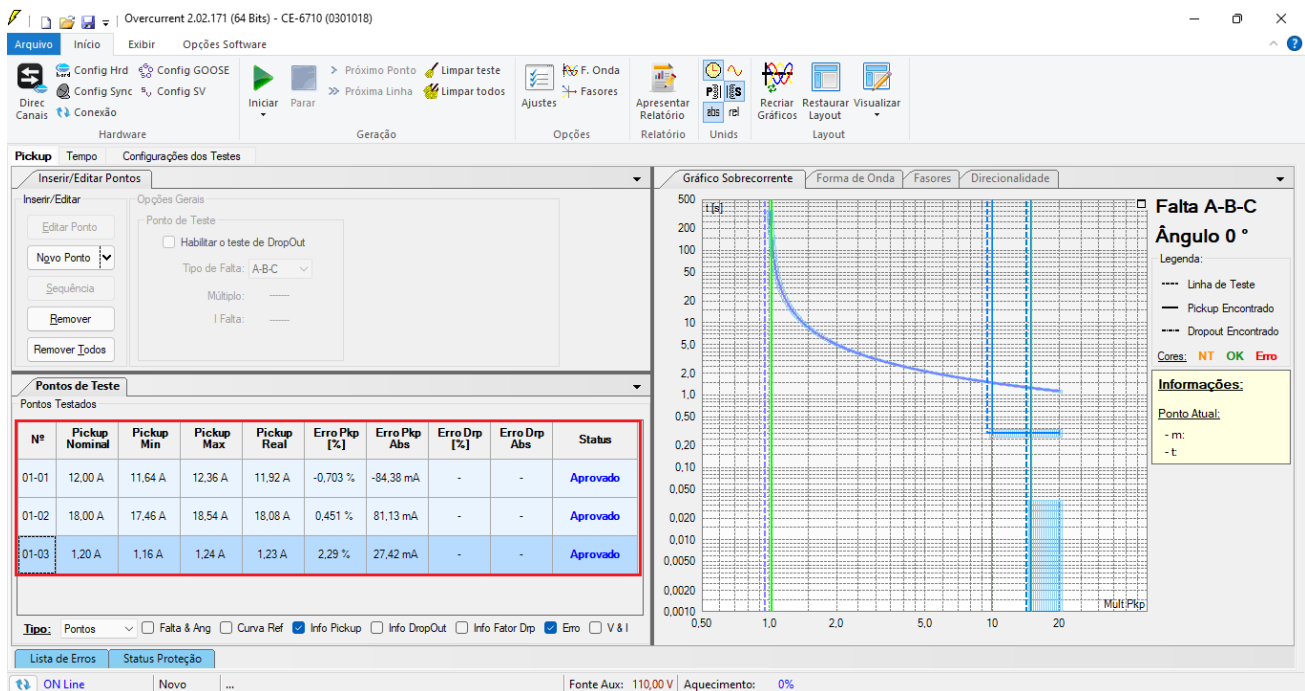 Overcurrent 2.02.171 (64 Bits) - CE-6710 (0301018)
Arquivo Início Exibir Opções Software
Direc Canais
Config Hrd Config GOOSE
Config Sync Config SV
Conexão
Hardware
Iniciar Parar
Próximo Ponto Limpar teste
Próxima Linha Limpar todos
Geração
Ajustes
F. Onda
Fasores
Opções
Apresentar Relatório
Relatório
P S
abs rel
Unids
Recriar Gráficos
Restaurar Layout
Visualizar
Layout
Pickup Tempo Configurações dos Testes
Inserir/Editar Pontos
Inserir/Editar
Editar Ponto
Novo Ponto
Sequência
Remover
Remover Todos
Opções Gerais
Ponto de Teste
Habilitar o teste de DropOut
Tipo de Falta: A-B-C
Múltiplo: ——
I Falta: ——
Pontos de Teste
Pontos Testados
Nº Pickup Nominal Pickup Min Pickup Max Pickup Real Erro Pkp [%] Erro Pkp Abs Erro Drp [%] Erro Drp Abs Status
01-01 12,00 A 11,64 A 12,36 A 11,92 A -0,703 % -84,38 mA - - Aprovado
01-02 18,00 A 17,46 A 18,54 A 18,08 A 0,451 % 81,13 mA - - Aprovado
01-03 1,20 A 1,16 A 1,24 A 1,23 A 2,29 % 27,42 mA - - Aprovado
Tipo: Pontos Falta & Ang Curva Ref Info Pickup Info DropOut Info Fator Drp Erro V & I
Gráfico Sobrecorrente Forma de Onda Fasores Direcionalidade
t [s]
500
200
100
50
20
10
5,0
2,0
1,0
0,50
0,20
0,10
0,050
0,020
0,010
0,0050
0,0020
0,0010
0,50 1,0 2,0 5,0 10 20
Mult Pkp
Falta A-B-C
Ângulo 0 °
Legenda:
Linha de Teste
Pickup Encontrado
Dropout Encontrado
Cores: NT OK Erro
Informações:
Ponto Atual:
- m:
- t:
Lista de Erros Status Proteção
ON Line Novo ... Fonte Aux: 110,00 V Aquecimento: 0%